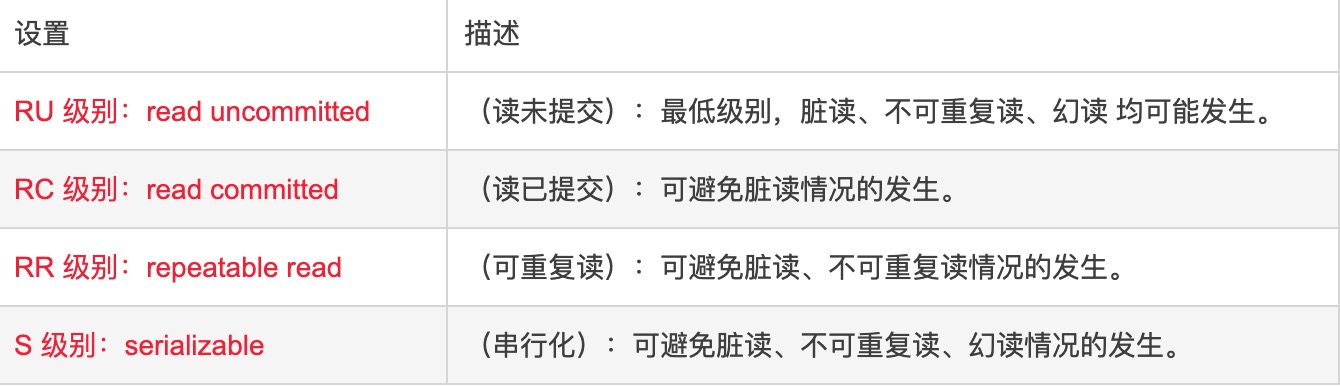 设置 描述
RU 级别：read uncommitted （读未提交）：最低级别，脏读、不可重复读、幻读 均可能发生。
RC 级别：read committed （读已提交）：可避免脏读情况的发生。
RR 级别：repeatable read （可重复读）：可避免脏读、不可重复读情况的发生。
S 级别：serializable （串行化）：可避免脏读、不可重复读、幻读情况的发生。